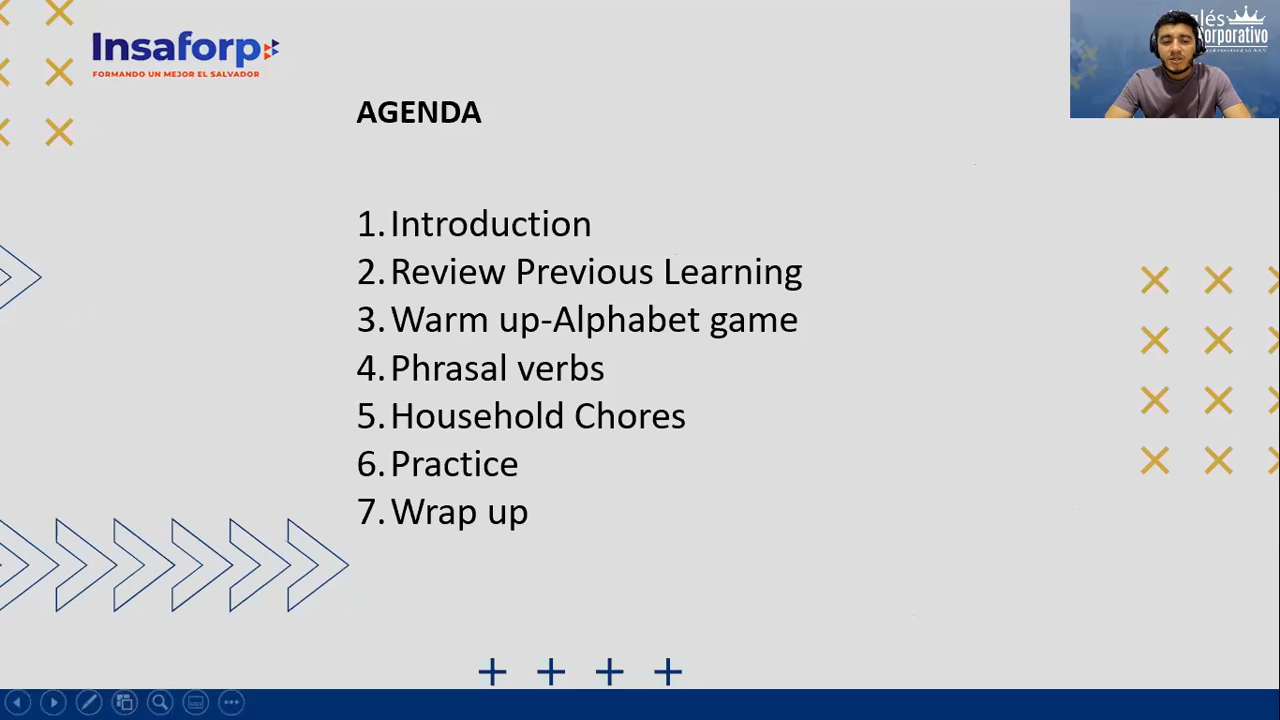 Insaforp
FORMANDO UN MEJOR EL SALVADOR
AGENDA
1. Introduction
2. Review Previous Learning
3. Warm up-Alphabet game
4. Phrasal verbs
5. Household Chores
6. Practice
7. Wrap up